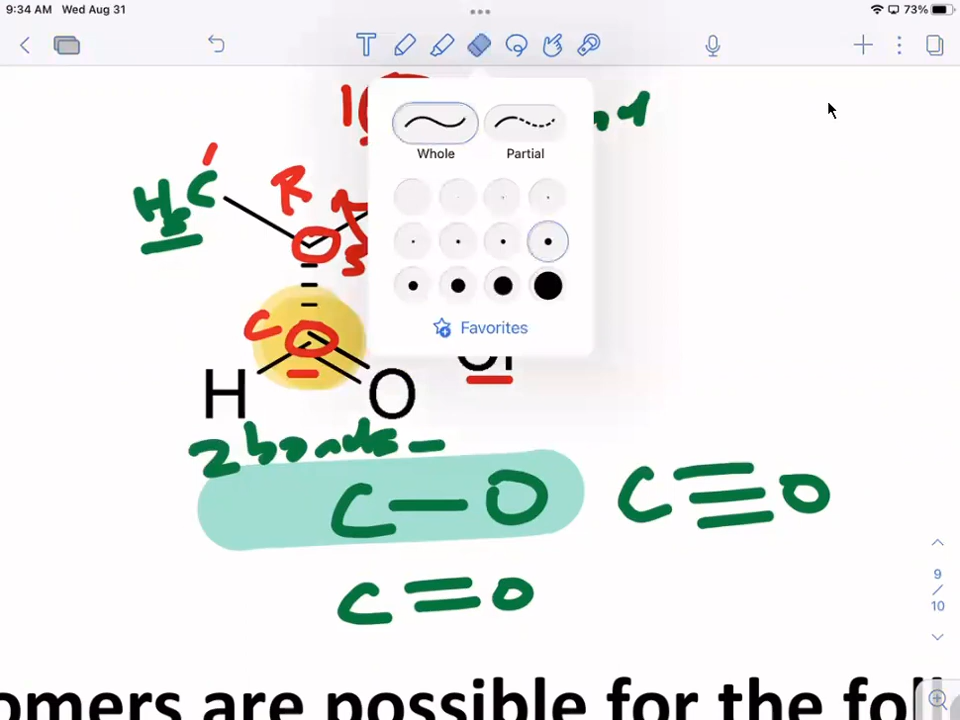 9:34 AM Wed Aug 31
73%
T
Whole Partial
H3C R
3
Favorites
C
H O
2 bonds
C — O C ≡ O
C = O
9
/
10
omers are possible for the fol